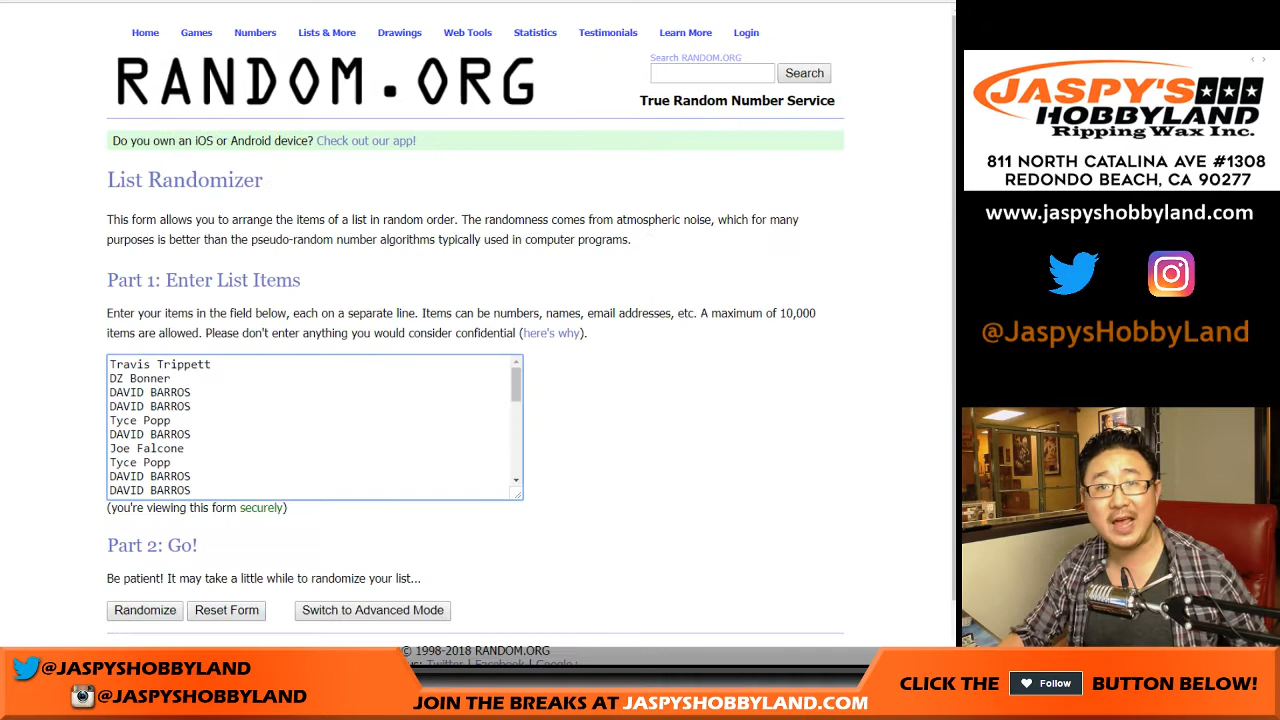 Home Games Numbers Lists & More Drawings Web Tools Statistics Testimonials Learn More Login
RANDOM.ORG
Search RANDOM.ORG
Search
True Random Number Service
Do you own an iOS or Android device? Check out our app!
List Randomizer
This form allows you to arrange the items of a list in random order. The randomness comes from atmospheric noise, which for many
purposes is better than the pseudo-random number algorithms typically used in computer programs.
Part 1: Enter List Items
Enter your items in the field below, each on a separate line. Items can be numbers, names, email addresses, etc. A maximum of 10,000
items are allowed. Please don't enter anything you would consider confidential (here's why).
Travis Trippett
DZ Bonner
DAVID BARROS
DAVID BARROS
Tyce Popp
DAVID BARROS
Joe Falcone
Tyce Popp
DAVID BARROS
DAVID BARROS
(you're viewing this form securely)
Part 2: Go!
Be patient! It may take a little while to randomize your list...
Randomize Reset Form Switch to Advanced Mode
© 1998-2018 RANDOM.ORG
JASPY'S
HOBBYLAND
Ripping Wax Inc.
811 NORTH CATALINA AVE #1308
REDONDO BEACH, CA 90277
www.jaspyshobbyland.com
@JaspysHobbyLand
@JASPYSHOBBYLAND
@JASPYSHOBBYLAND
JOIN THE BREAKS AT JASPYSHOBBYLAND.COM
CLICK THE Follow BUTTON BELOW!